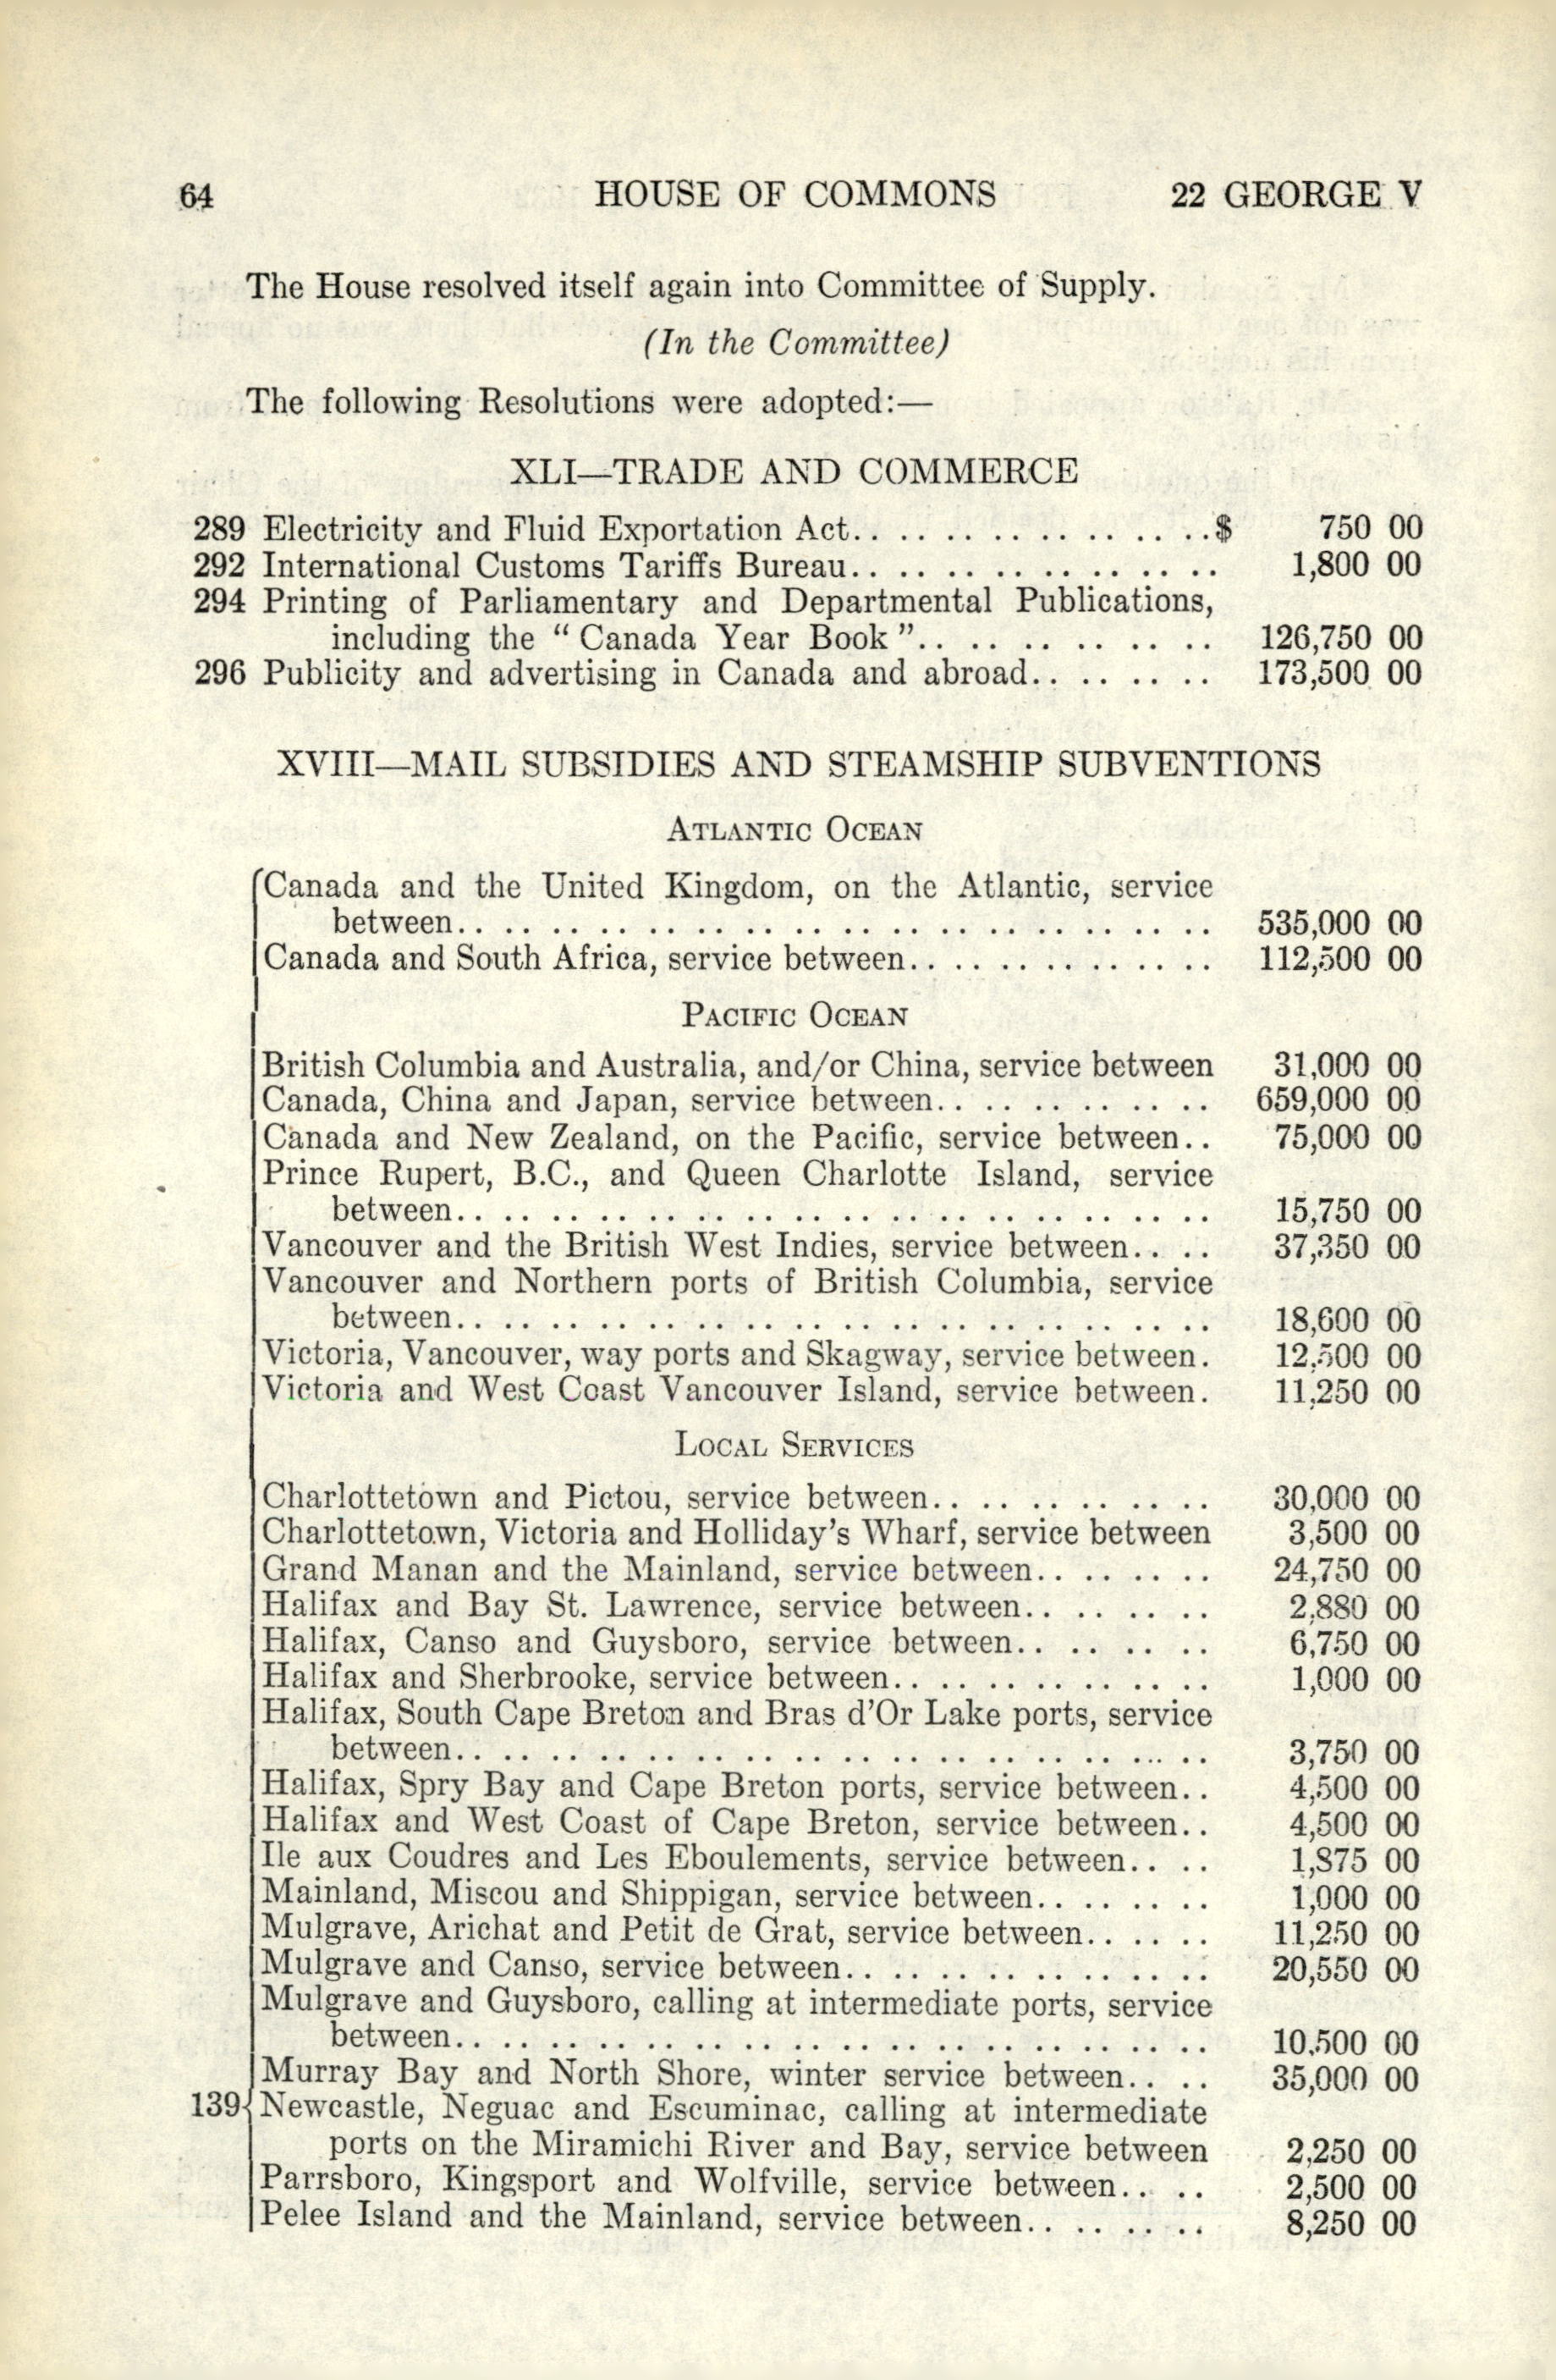 64 HOUSE OF COMMONS 22 GEORGE V
The House resolved itself again into Committee of Supply.
(In the Committee)
The following Resolutions were adopted:—
XLI—TRADE AND COMMERCE
289 Electricity and Fluid Exportation Act. . . . . . . . . . . . . . . . .$ 750 00
292 International Customs Tariffs Bureau. . . . . . . . . . . . . . . . . 1,800 00
294 Printing of Parliamentary and Departmental Publications,
including the “ Canada Year Book ”. . . . . . . . . . . . . 126,750 00
296 Publicity and advertising in Canada and abroad. . . . . . . . . 173,500 00
XVIII—MAIL SUBSIDIES AND STEAMSHIP SUBVENTIONS
ATLANTIC OCEAN
Canada and the United Kingdom, on the Atlantic, service
between. . . . . . . . . . . . . . . . . . . . . . . . . . . . . . . . 535,000 00
Canada and South Africa, service between. . . . . . . . . . . . . . 112,500 00
PACIFIC OCEAN
British Columbia and Australia, and/or China, service between 31,000 00
Canada, China and Japan, service between. . . . . . . . . . . . . 659,000 00
Canada and New Zealand, on the Pacific, service between. . 75,000 00
Prince Rupert, B.C., and Queen Charlotte Island, service
between. . . . . . . . . . . . . . . . . . . . . . . . . . . . . . . . 15,750 00
Vancouver and the British West Indies, service between. . . . 37,350 00
Vancouver and Northern ports of British Columbia, service
between. . . . . . . . . . . . . . . . . . . . . . . . . . . . . . . . 18,600 00
Victoria, Vancouver, way ports and Skagway, service between. 12,500 00
Victoria and West Coast Vancouver Island, service between. 11,250 00
LOCAL SERVICES
Charlottetown and Pictou, service between. . . . . . . . . . . . . 30,000 00
Charlottetown, Victoria and Holliday's Wharf, service between 3,500 00
Grand Manan and the Mainland, service between. . . . . . . . 24,750 00
Halifax and Bay St. Lawrence, service between. . . . . . . . . 2,880 00
Halifax, Canso and Guysboro, service between. . . . . . . . . 6,750 00
Halifax and Sherbrooke, service between. . . . . . . . . . . . . . 1,000 00
Halifax, South Cape Breton and Bras d'Or Lake ports, service
between. . . . . . . . . . . . . . . . . . . . . . . . . . . . . . . . 3,750 00
Halifax, Spry Bay and Cape Breton ports, service between. . 4,500 00
Halifax and West Coast of Cape Breton, service between. . 4,500 00
Ile aux Coudres and Les Eboulements, service between. . . . 1,875 00
Mainland, Miscou and Shippigan, service between. . . . . . . . 1,000 00
Mulgrave, Arichat and Petit de Grat, service between. . . . . . 11,250 00
Mulgrave and Canso, service between. . . . . . . . . . . . . . . . 20,550 00
Mulgrave and Guysboro, calling at intermediate ports, service
between. . . . . . . . . . . . . . . . . . . . . . . . . . . . . . . . 10,500 00
Murray Bay and North Shore, winter service between. . . . 35,000 00
139{Newcastle, Neguac and Escuminac, calling at intermediate
ports on the Miramichi River and Bay, service between 2,250 00
Parrsboro, Kingsport and Wolfville, service between. . . . 2,500 00
Pelee Island and the Mainland, service between. . . . . . . . 8,250 00